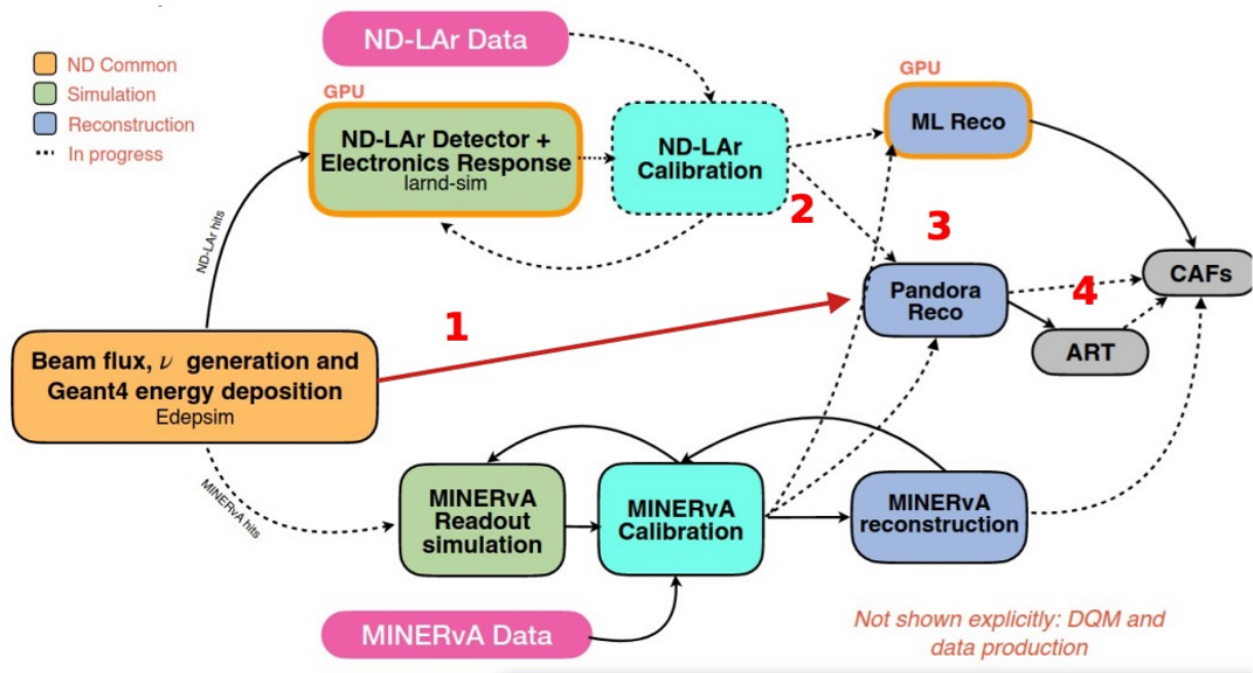 ND-LAr Data
ND Common
Simulation
Reconstruction
In progress
GPU
ND-LAr Detector +
Electronics Response
larnd-sim
ND-LAr
Calibration
GPU
ML Reco
2
3
ND-LAr hits
Pandora
Reco
4
CAFs
ART
1
Beam flux, ν generation and
Geant4 energy deposition
Edepsim
MINERvA hits
MINERvA
Readout
simulation
MINERvA
Calibration
MINERvA
reconstruction
MINERvA Data
Not shown explicitly: DQM and
data production